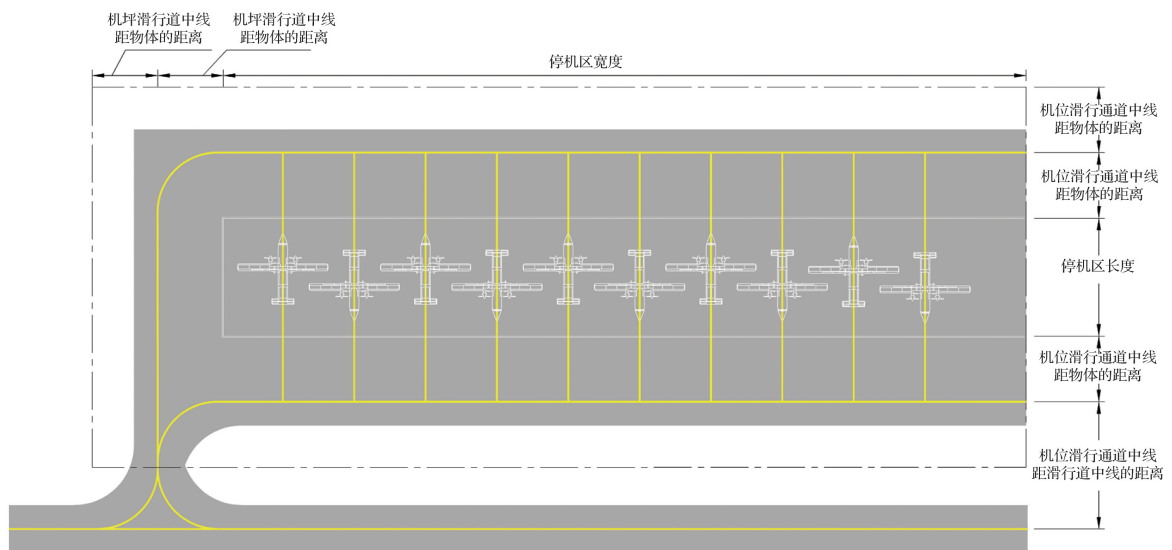 机坪滑行道中线
距物体的距离
机坪滑行道中线
距物体的距离
停机区宽度
机位滑行通道中线
距物体的距离
机位滑行通道中线
距物体的距离
停机区长度
机位滑行通道中线
距物体的距离
机位滑行通道中线
距滑行道中线的距离